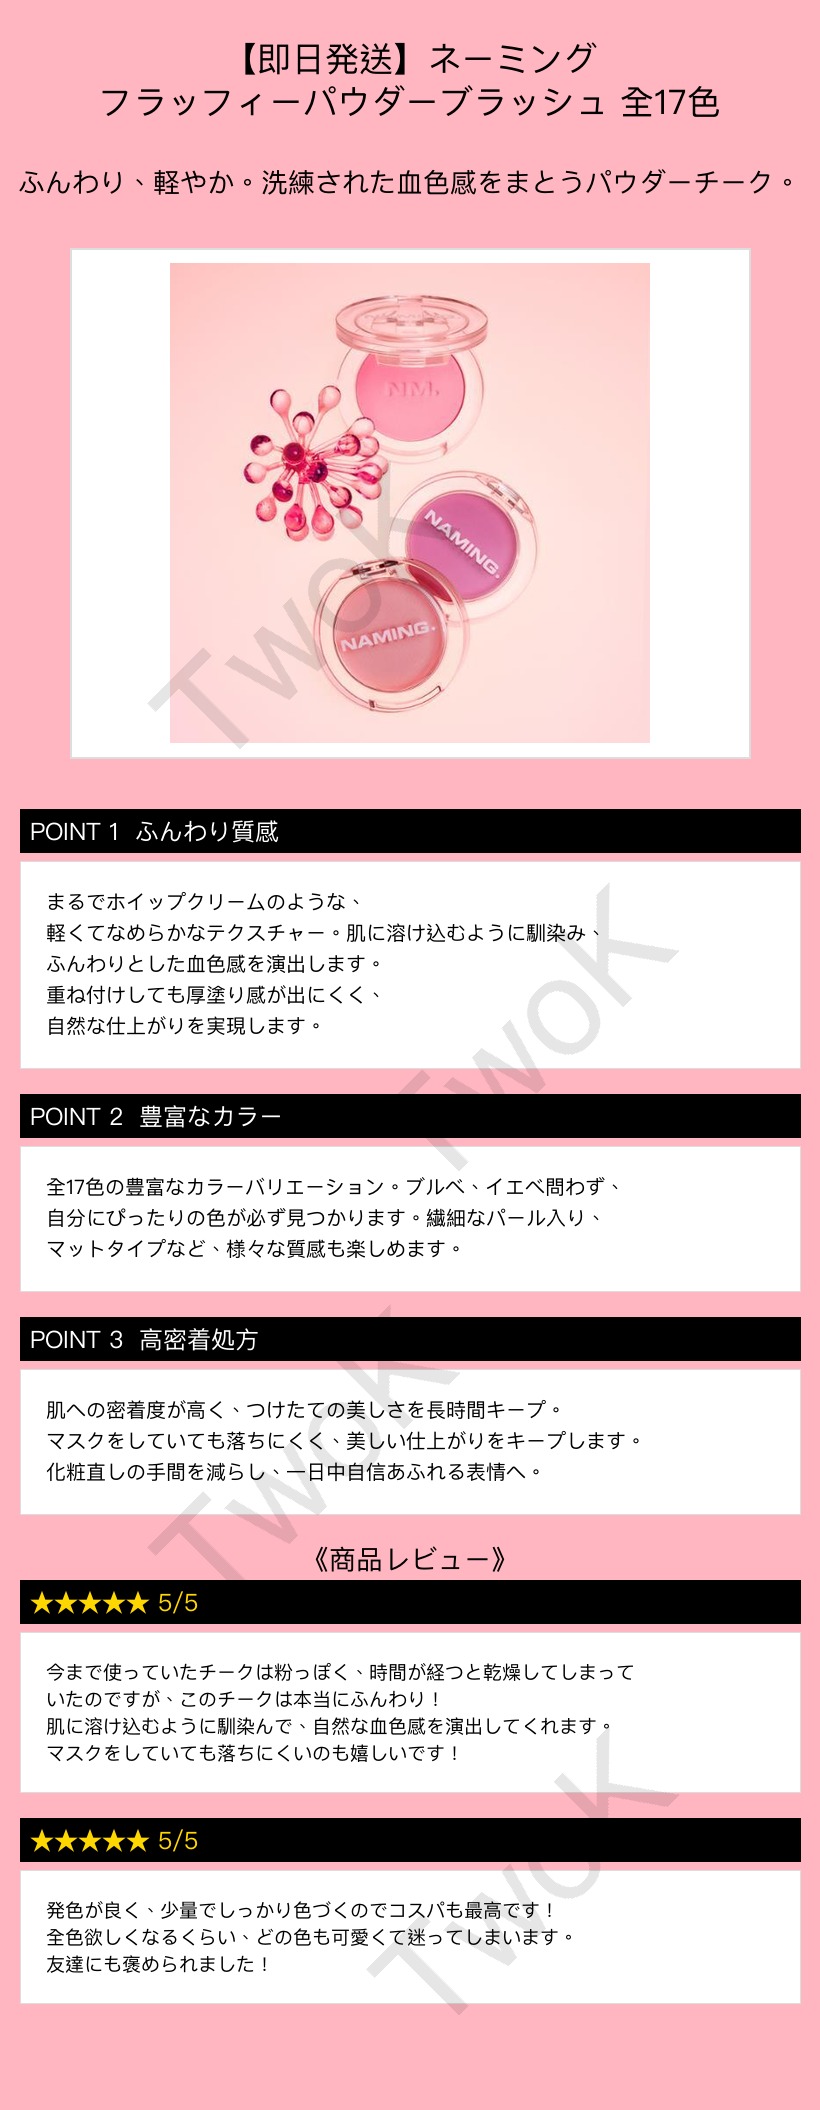 【即日発送】ネーミング
フラッフィーパウダーブラッシュ 全17色
ふんわり、軽やか。洗練された血色感をまとうパウダーチーク。
NM.
NAMING.
NAMING.
TwoK
POINT 1 ふんわり質感
まるでホイップクリームのような、
軽くてなめらかなテクスチャー。肌に溶け込むように馴染み、
ふんわりとした血色感を演出します。
重ね付けしても厚塗り感が出にくく、
自然な仕上がりを実現します。
TwoK
POINT 2 豊富なカラー
全17色の豊富なカラーバリエーション。ブルベ、イエベ問わず、
自分にぴったりの色が必ず見つかります。繊細なパール入り、
マットタイプなど、様々な質感も楽しめます。
POINT 3 高密着処方
肌への密着度が高く、つけたての美しさを長時間キープ。
マスクをしていても落ちにくく、美しい仕上がりをキープします。
化粧直しの手間を減らし、一日中自信あふれる表情へ。
TwoK
《商品レビュー》
★★★★★ 5/5
今まで使っていたチークは粉っぽく、時間が経つと乾燥してしまって
いたのですが、このチークは本当にふんわり！
肌に溶け込むように馴染んで、自然な血色感を演出してくれます。
マスクをしていても落ちにくいのも嬉しいです！
★★★★★ 5/5
発色が良く、少量でしっかり色づくのでコスパも最高です！
全色欲しくなるくらい、どの色も可愛くて迷ってしまいます。
友達にも褒められました！
TwoK